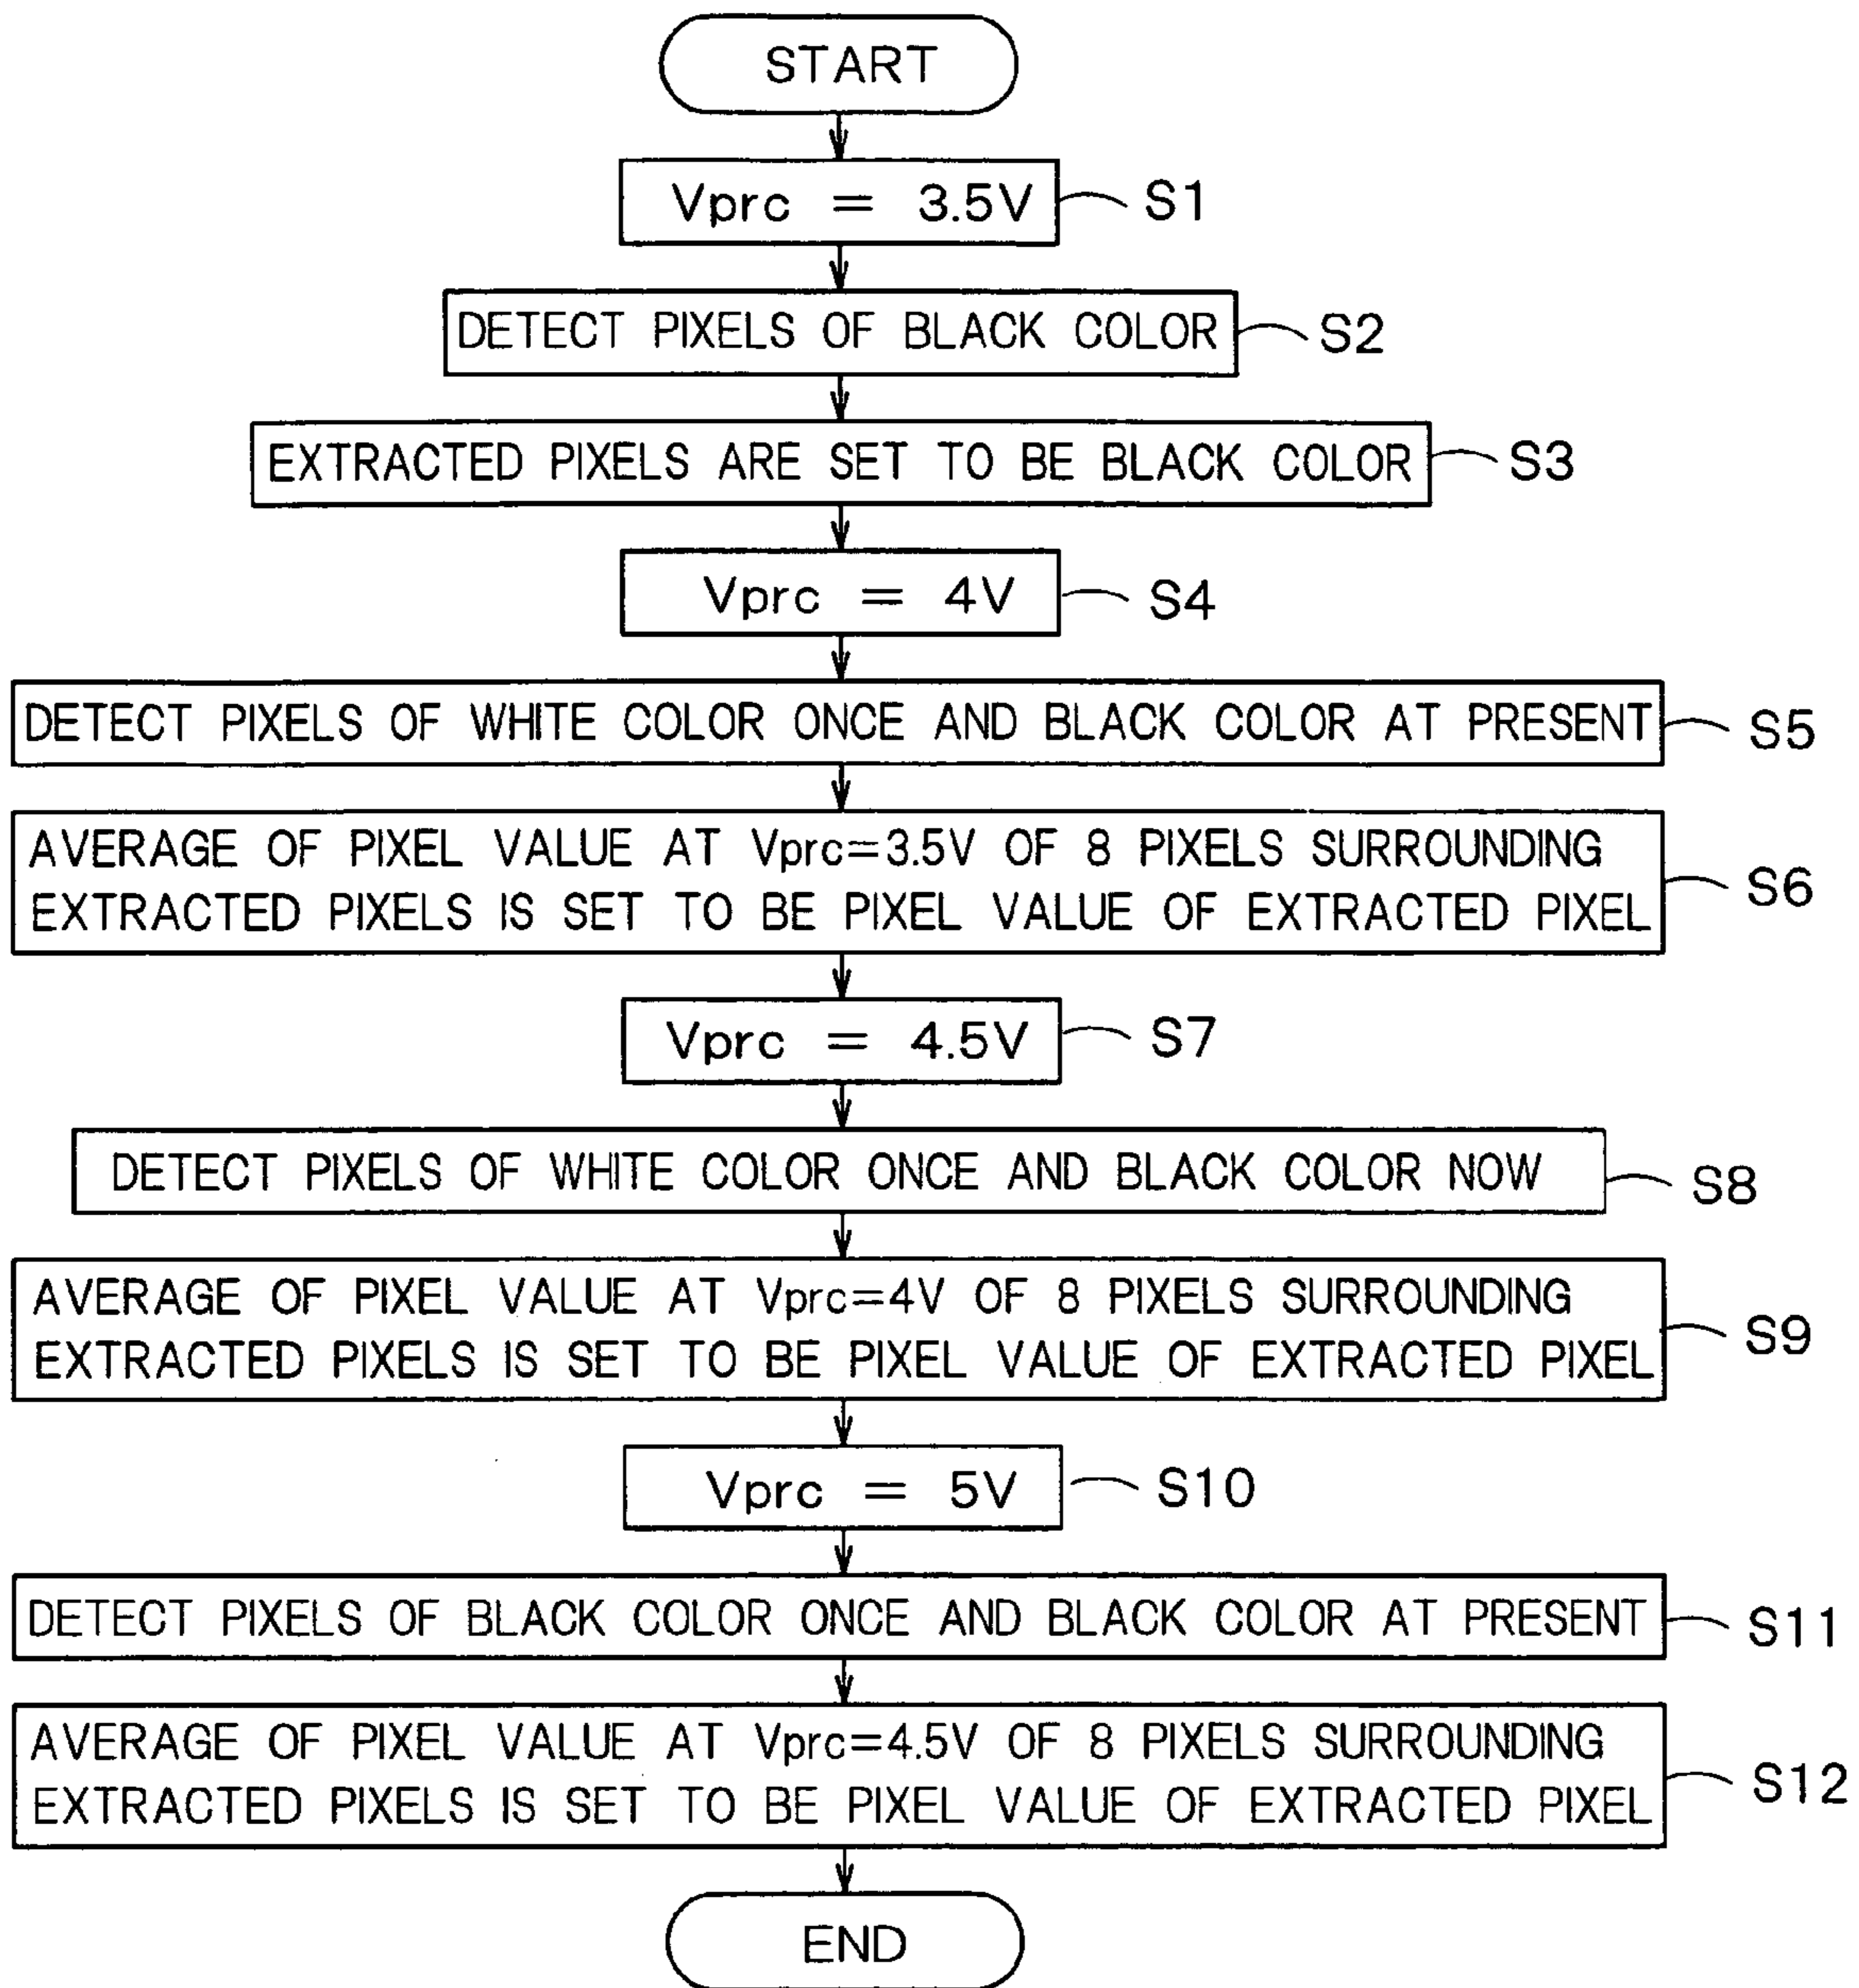 START
Vprc = 3.5V
S1
DETECT PIXELS OF BLACK COLOR
S2
EXTRACTED PIXELS ARE SET TO BE BLACK COLOR
S3
Vprc = 4V
S4
DETECT PIXELS OF WHITE COLOR ONCE AND BLACK COLOR AT PRESENT
S5
AVERAGE OF PIXEL VALUE AT Vprc=3.5V OF 8 PIXELS SURROUNDING
EXTRACTED PIXELS IS SET TO BE PIXEL VALUE OF EXTRACTED PIXEL
S6
Vprc = 4.5V
S7
DETECT PIXELS OF WHITE COLOR ONCE AND BLACK COLOR NOW
S8
AVERAGE OF PIXEL VALUE AT Vprc=4V OF 8 PIXELS SURROUNDING
EXTRACTED PIXELS IS SET TO BE PIXEL VALUE OF EXTRACTED PIXEL
S9
Vprc = 5V
S10
DETECT PIXELS OF BLACK COLOR ONCE AND BLACK COLOR AT PRESENT
S11
AVERAGE OF PIXEL VALUE AT Vprc=4.5V OF 8 PIXELS SURROUNDING
EXTRACTED PIXELS IS SET TO BE PIXEL VALUE OF EXTRACTED PIXEL
S12
END